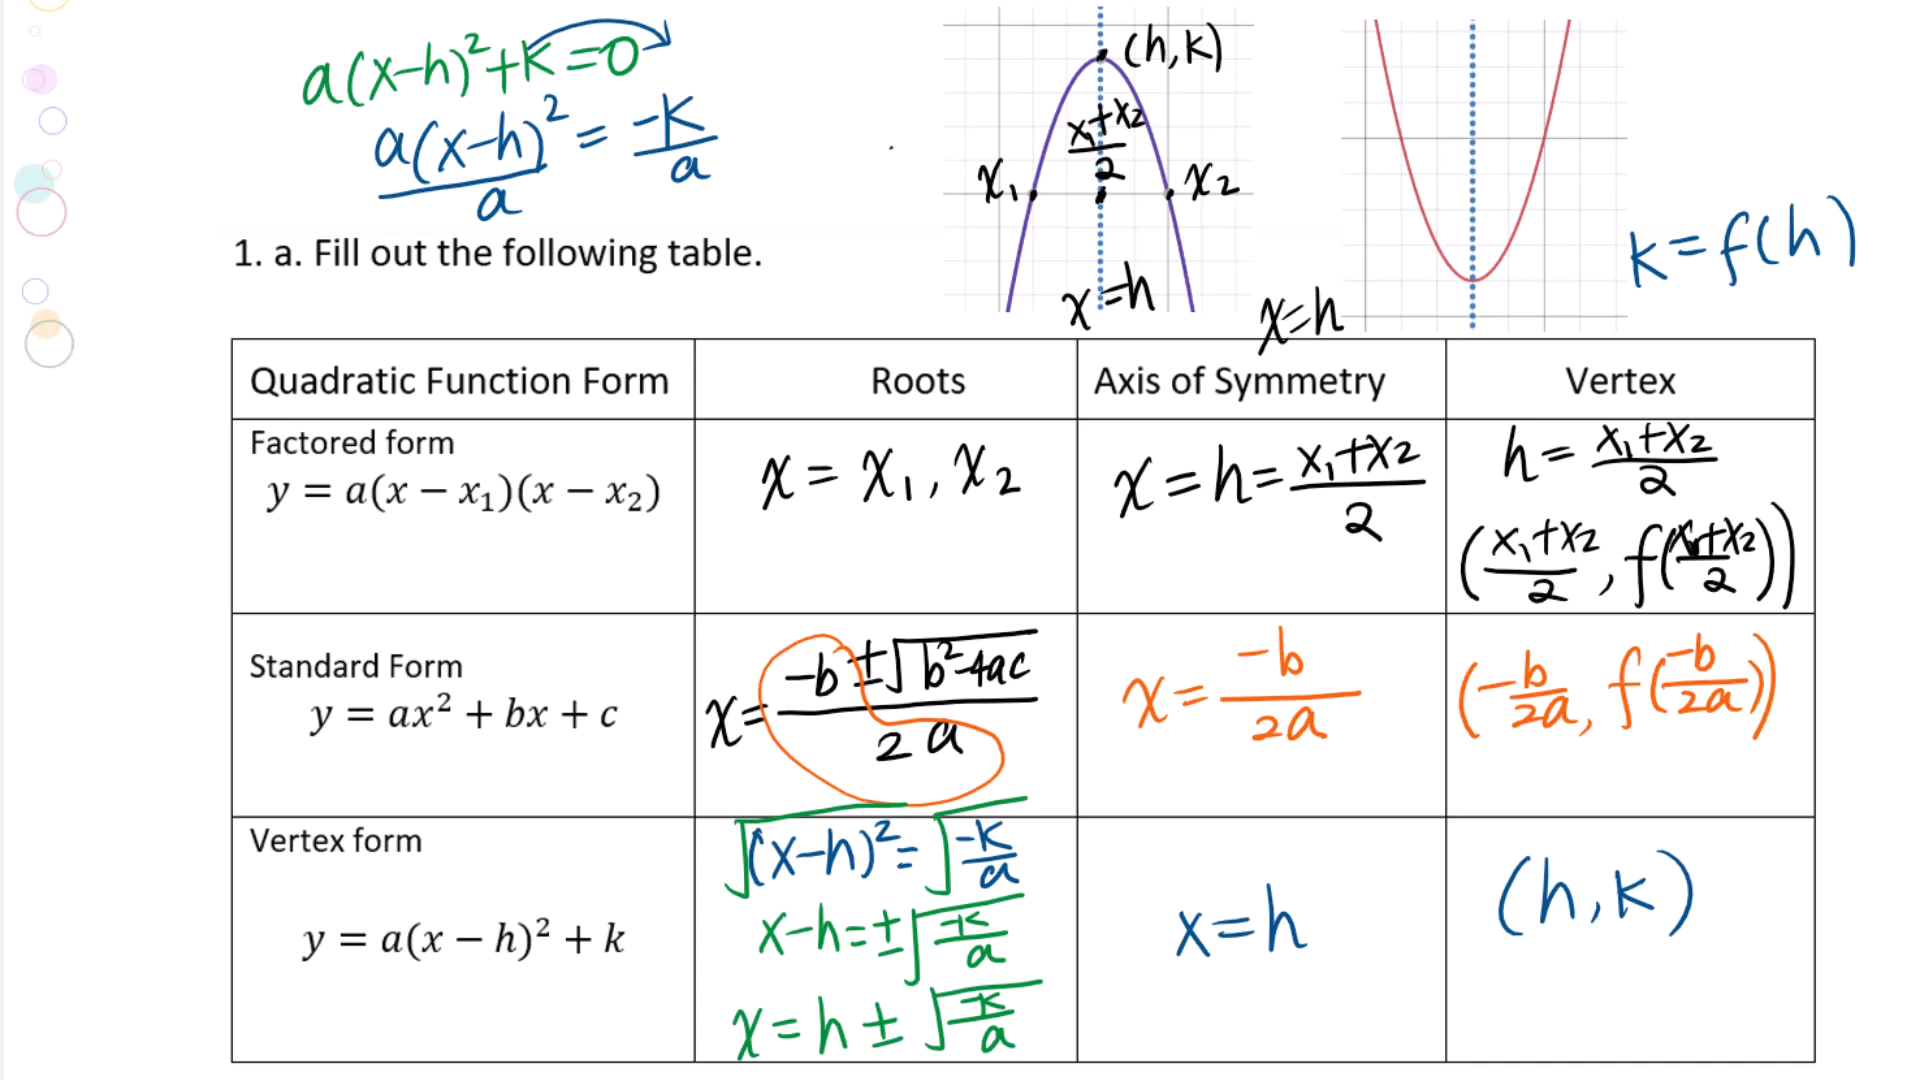 a(x-h)²+k=0
a(x-h)²/a = -k/a
(h,k)
(x₁+x₂)/2
x₁
x₂
x=h
x=h
k=f(h)
1. a. Fill out the following table.
Quadratic Function Form
Roots
Axis of Symmetry
Vertex
Factored form
y = a(x − x₁)(x − x₂)
x = x₁, x₂
x=h=(x₁+x₂)/2
h=(x₁+x₂)/2
((x₁+x₂)/2, f((x₁+x₂)/2))
Standard Form
y = ax² + bx + c
x=(-b±√(b²-4ac))/2a
x=-b/2a
(-b/2a, f(-b/2a))
Vertex form
y = a(x − h)² + k
√(x-h)²=√(-k/a)
x-h=±√(-k/a)
x=h±√(-k/a)
x=h
(h,k)